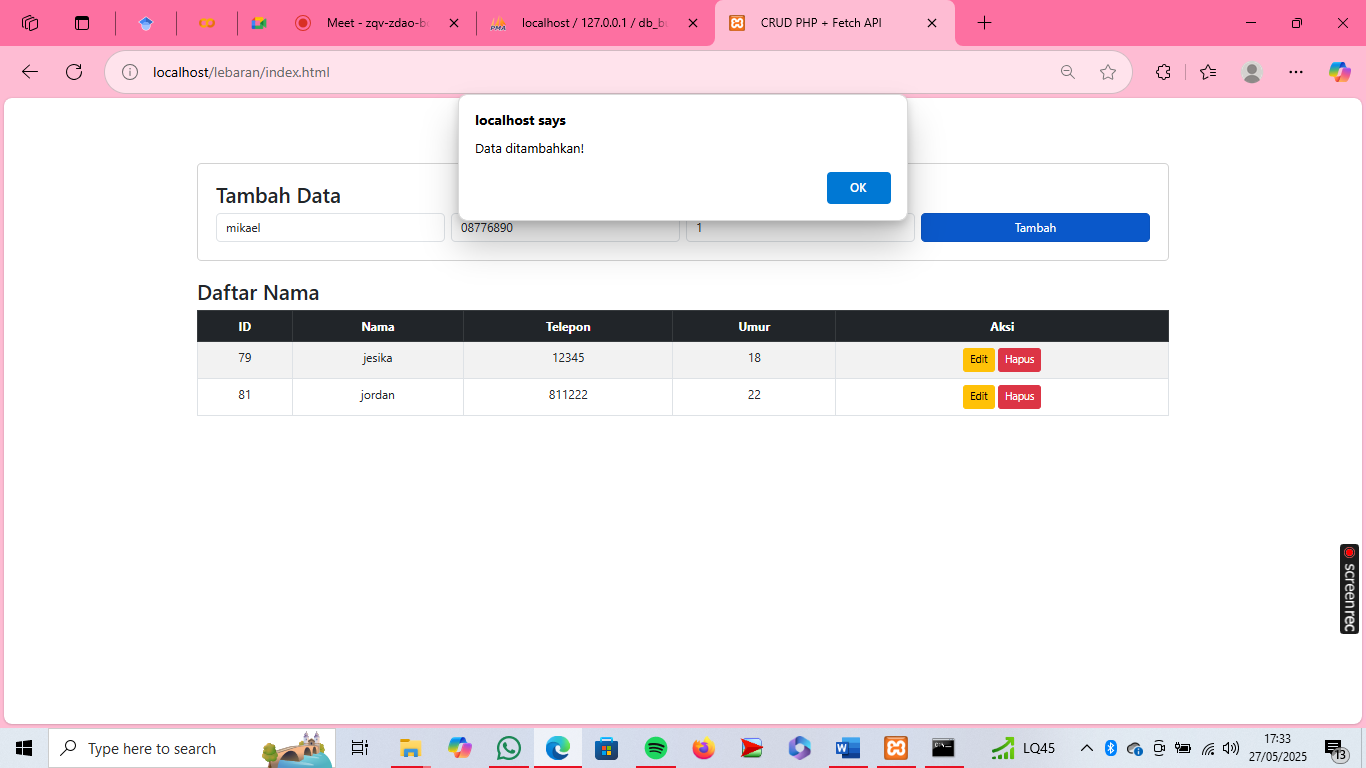 Meet - zqv-zdao-b
localhost / 127.0.0.1 / db_b
CRUD PHP + Fetch API
localhost/lebaran/index.html
localhost says
Data ditambahkan!
OK
Tambah Data
mikael 08776890 1 Tambah
Daftar Nama
ID Nama Telepon Umur Aksi
79 jesika 12345 18 Edit Hapus
81 jordan 811222 22 Edit Hapus
screenrec
Type here to search
LQ45
17:33
27/05/2025
13